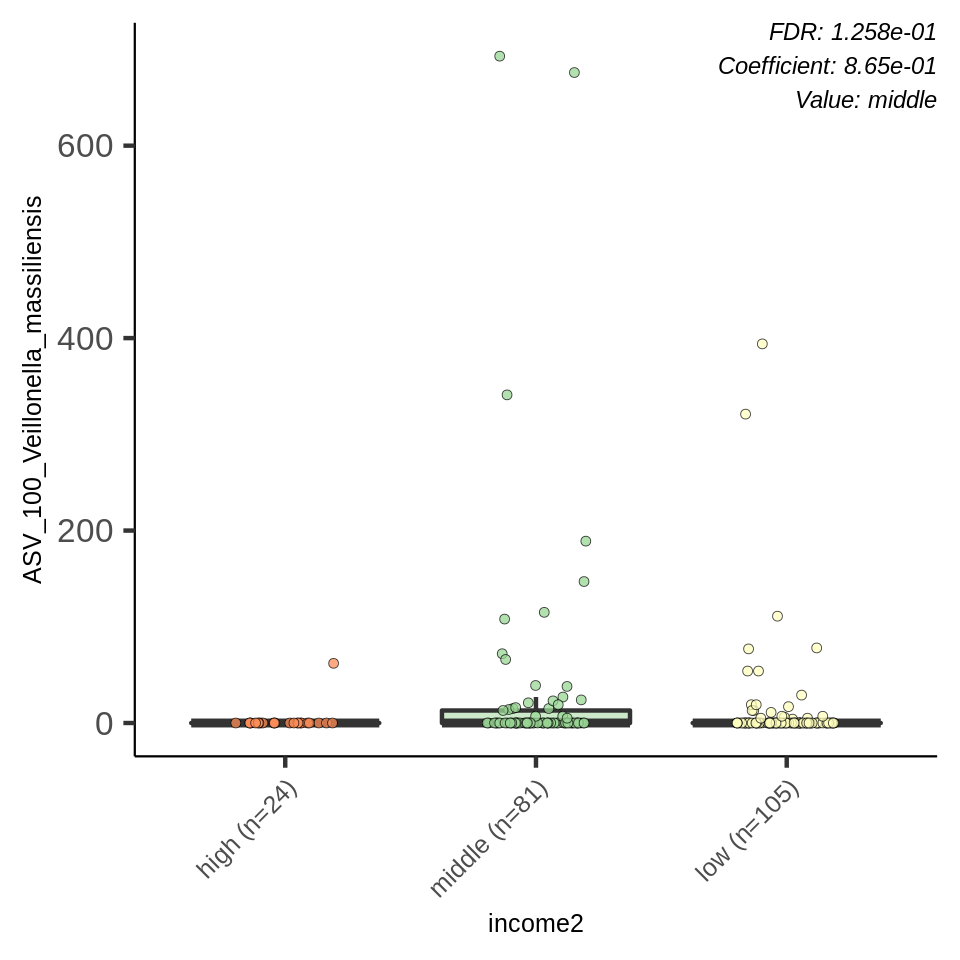 FDR: 1.258e-01
Coefficient: 8.65e-01
Value: middle
ASV_100_Veillonella_massiliensis
600
400
200
0
high (n=24)
middle (n=81)
low (n=105)
income2